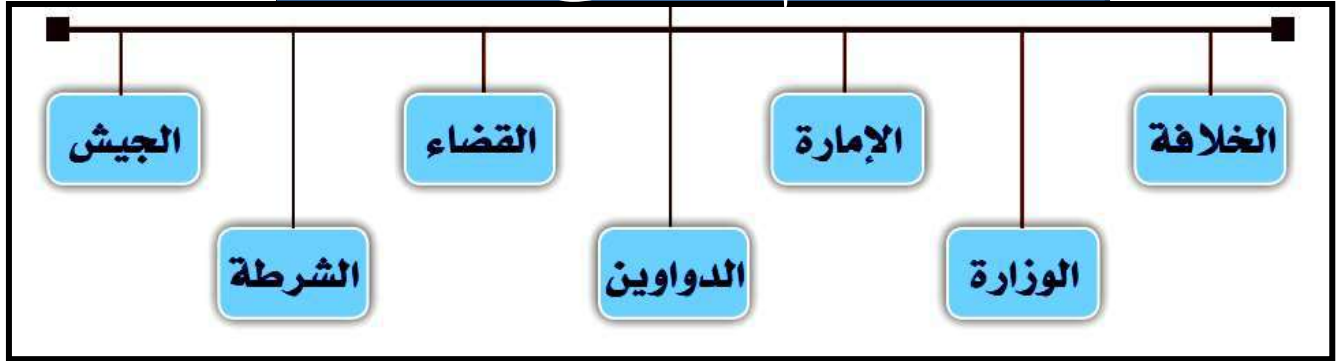 الخلافة
الوزارة
الإمارة
الدواوين
القضاء
الشرطة
الجيش